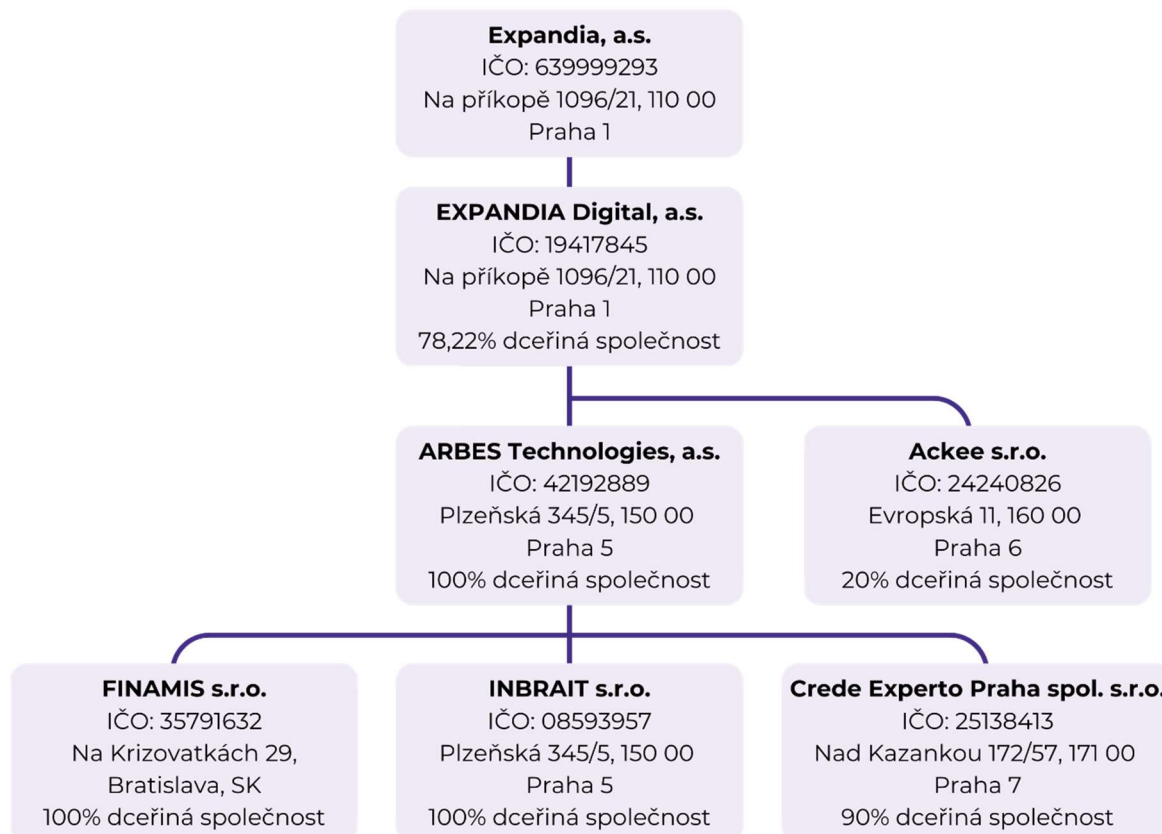 Expandia, a.s.
IČO: 639999293
Na příkopě 1096/21, 110 00
Praha 1
EXPANDIA Digital, a.s.
IČO: 19417845
Na příkopě 1096/21, 110 00
Praha 1
78,22% dceřiná společnost
ARBES Technologies, a.s.
IČO: 42192889
Plzeňská 345/5, 150 00
Praha 5
100% dceřiná společnost
Ackee s.r.o.
IČO: 24240826
Evropská 11, 160 00
Praha 6
20% dceřiná společnost
FINAMIS s.r.o.
IČO: 35791632
Na Krizovatkách 29,
Bratislava, SK
100% dceřiná společnost
INBRAIT s.r.o.
IČO: 08593957
Plzeňská 345/5, 150 00
Praha 5
100% dceřiná společnost
Crede Experto Praha spol. s.r.o.
IČO: 25138413
Nad Kazankou 172/57, 171 00
Praha 7
90% dceřiná společnost